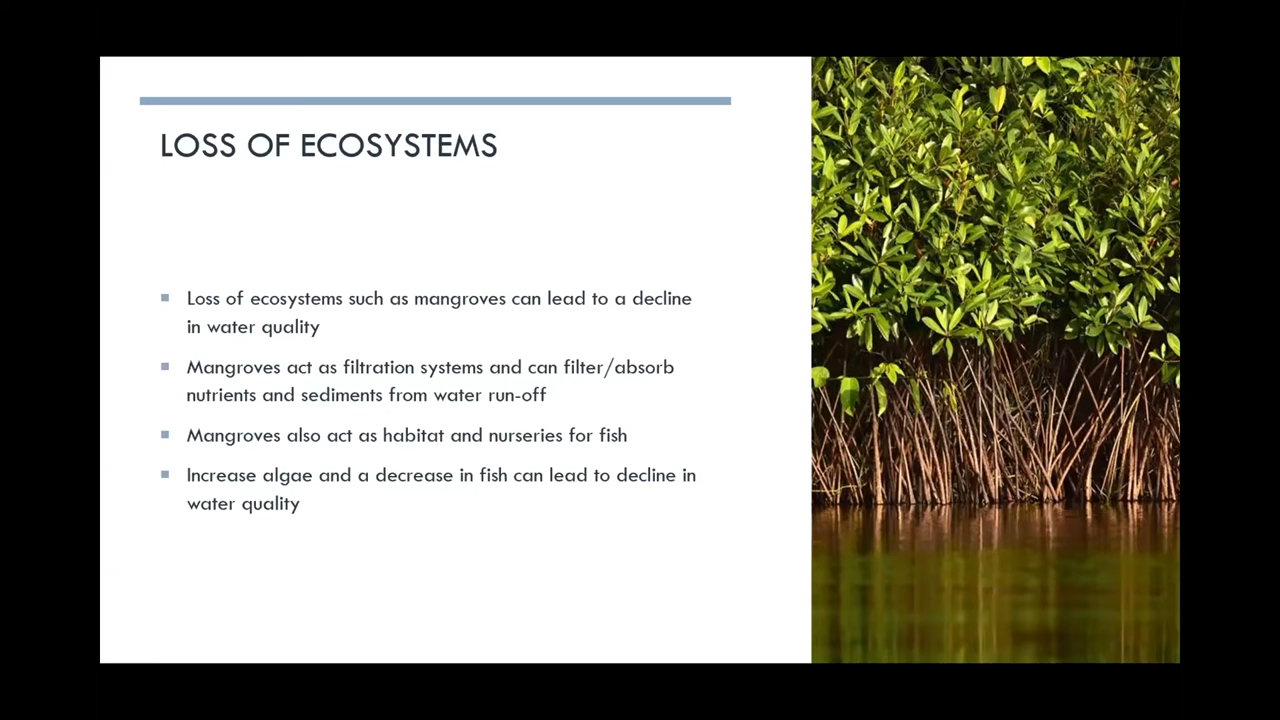 LOSS OF ECOSYSTEMS
Loss of ecosystems such as mangroves can lead to a decline
in water quality
Mangroves act as filtration systems and can filter/absorb
nutrients and sediments from water run-off
Mangroves also act as habitat and nurseries for fish
Increase algae and a decrease in fish can lead to decline in
water quality